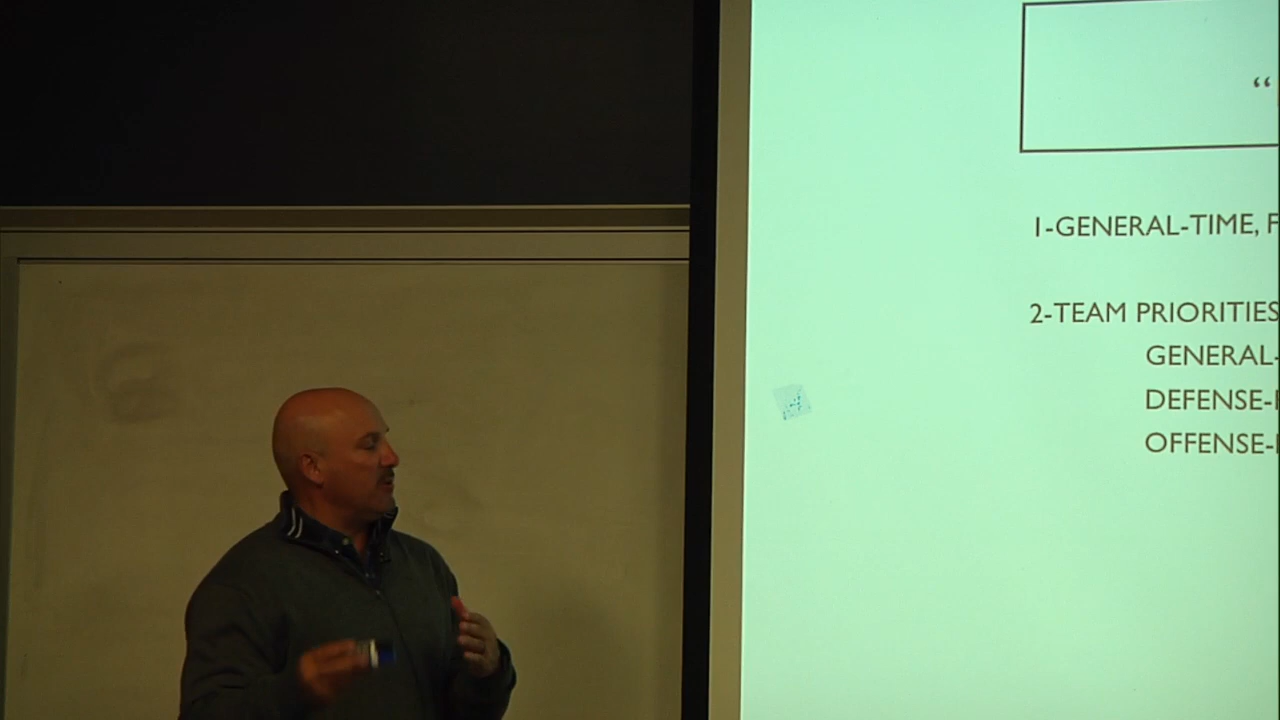 “
1-GENERAL-TIME, F
2-TEAM PRIORITIES
GENERAL-
DEFENSE-
OFFENSE-